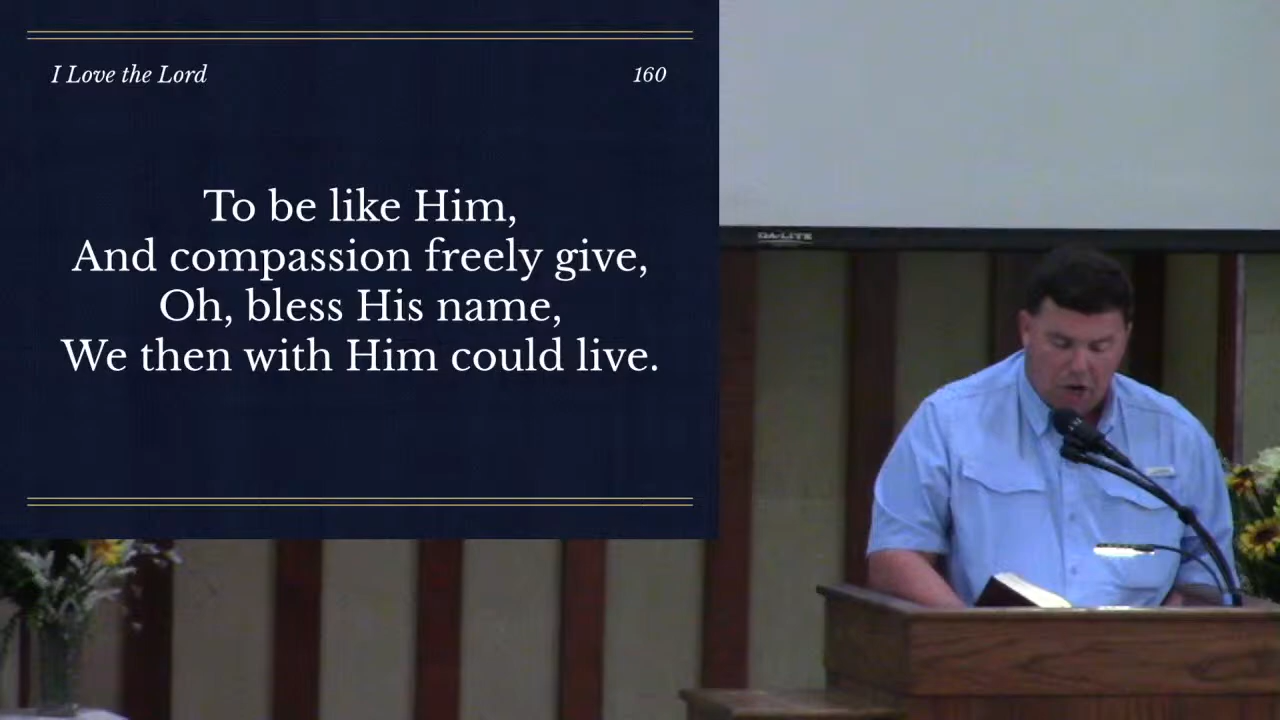 I Love the Lord
160
To be like Him,
And compassion freely give,
Oh, bless His name,
We then with Him could live.
DA-LITE